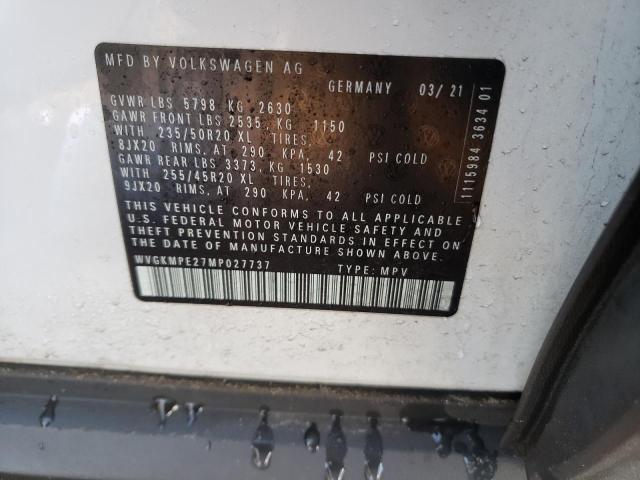 MFD BY VOLKSWAGEN AG
GERMANY 03/21
GVWR LBS 5798 KG 2630
GAWR FRONT LBS 2535, KG 1150
WITH 235/50R20 XL TIRES,
8JX20 RIMS, AT 290 KPA, 42 PSI COLD
GAWR REAR LBS 3373, KG 1530
WITH 255/45R20 XL TIRES,
9JX20 RIMS, AT 290 KPA, 42 PSI COLD
THIS VEHICLE CONFORMS TO ALL APPLICABLE
U.S. FEDERAL MOTOR VEHICLE SAFETY AND
THEFT PREVENTION STANDARDS IN EFFECT ON
THE DATE OF MANUFACTURE SHOWN ABOVE.
WVGKMPE27MP027737 TYPE: MPV
1115984 3634 01